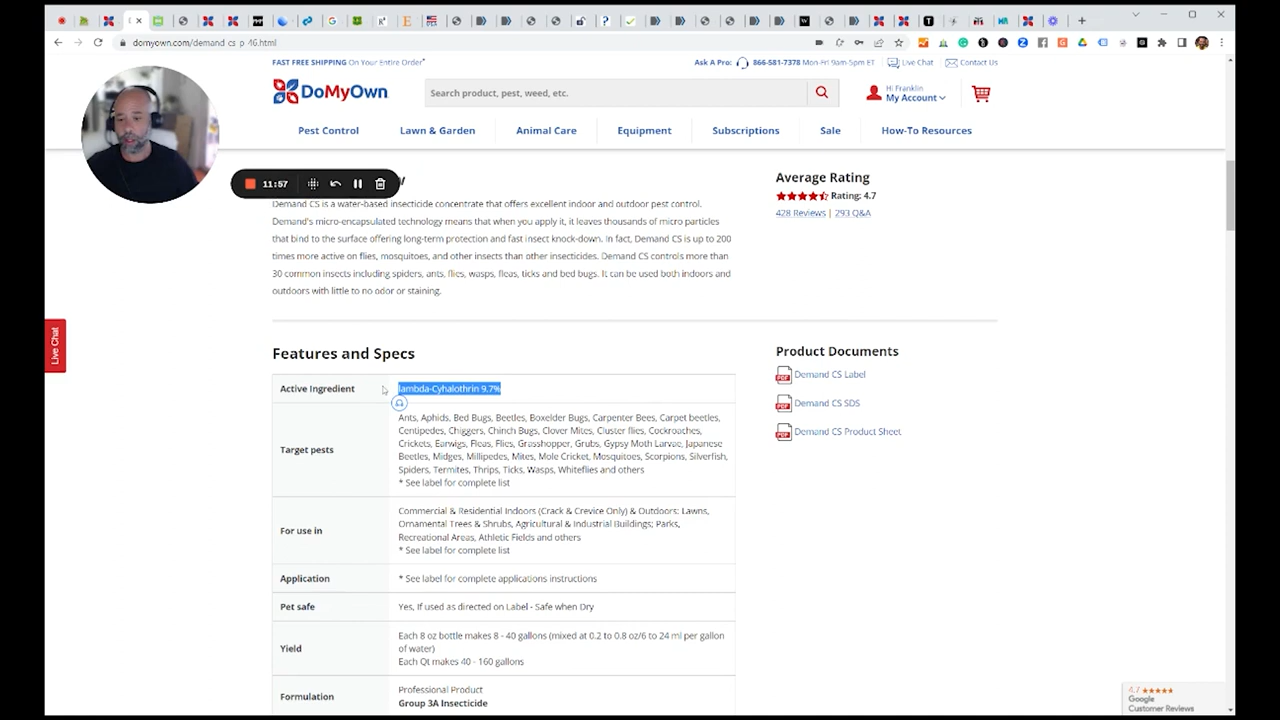 domyown.com/demand-cs-p-46.html
FAST FREE SHIPPING On Your Entire Order*
Ask A Pro: 866-581-7378 Mon-Fri 9am-5pm ET Live Chat Contact Us
DoMyOwn
Search product, pest, weed, etc.
Hi Franklin
My Account
Pest Control Lawn & Garden Animal Care Equipment Subscriptions Sale How-To Resources
11:57
Average Rating
Rating: 4.7
428 Reviews | 293 Q&A
Demand CS is a water-based insecticide concentrate that offers excellent indoor and outdoor pest control.
Demand's micro-encapsulated technology means that when you apply it, it leaves thousands of micro particles
that bind to the surface offering long-term protection and fast insect knock-down. In fact, Demand CS is up to 200
times more active on flies, mosquitoes, and other insects than other insecticides. Demand CS controls more than
30 common insects including spiders, ants, flies, wasps, fleas, ticks and bed bugs. It can be used both indoors and
outdoors with little to no odor or staining.
Live Chat
Features and Specs
Active Ingredient lambda-Cyhalothrin 9.7%
Target pests
Ants, Aphids, Bed Bugs, Beetles, Boxelder Bugs, Carpenter Bees, Carpet beetles,
Centipedes, Chiggers, Chinch Bugs, Clover Mites, Cluster flies, Cockroaches,
Crickets, Earwigs, Fleas, Flies, Grasshopper, Grubs, Gypsy Moth Larvae, Japanese
Beetles, Midges, Millipedes, Mites, Mole Cricket, Mosquitoes, Scorpions, Silverfish,
Spiders, Termites, Thrips, Ticks, Wasps, Whiteflies and others
* See label for complete list
For use in
Commercial & Residential Indoors (Crack & Crevice Only) & Outdoors: Lawns,
Ornamental Trees & Shrubs, Agricultural & Industrial Buildings; Parks,
Recreational Areas, Athletic Fields and others
* See label for complete list
Application * See label for complete applications instructions
Pet safe Yes, If used as directed on Label - Safe when Dry
Yield
Each 8 oz bottle makes 8 - 40 gallons (mixed at 0.2 to 0.8 oz/6 to 24 ml per gallon
of water)
Each Qt makes 40 - 160 gallons
Formulation
Professional Product
Group 3A Insecticide
Product Documents
Demand CS Label
Demand CS SDS
Demand CS Product Sheet
4.7
Google
Customer Reviews